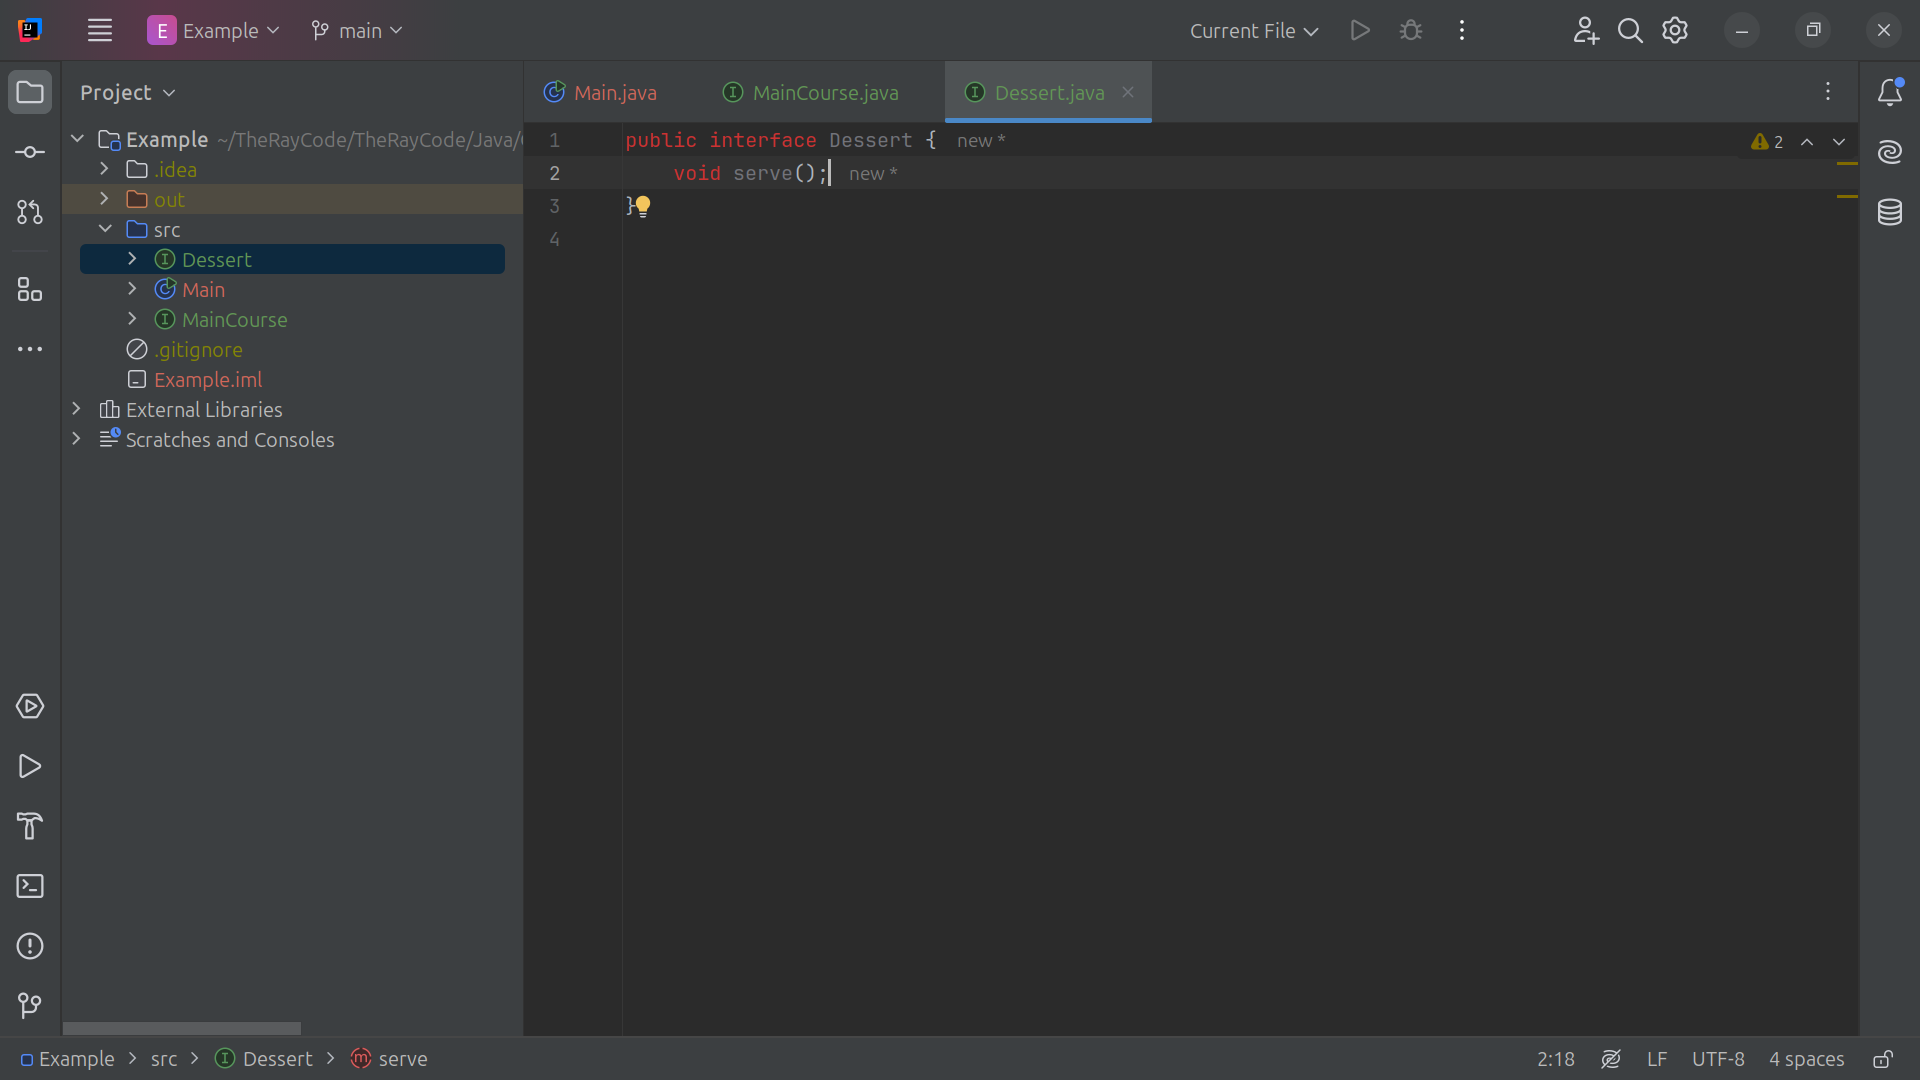 E Example main Current File
Project
Example ~/TheRayCode/TheRayCode/Java/
.idea
out
src
Dessert
Main
MainCourse
.gitignore
Example.iml
External Libraries
Scratches and Consoles
Main.java MainCourse.java Dessert.java
1 public interface Dessert { new *
2 void serve(); new *
3 }
4
2
Example src Dessert serve
2:18 LF UTF-8 4 spaces